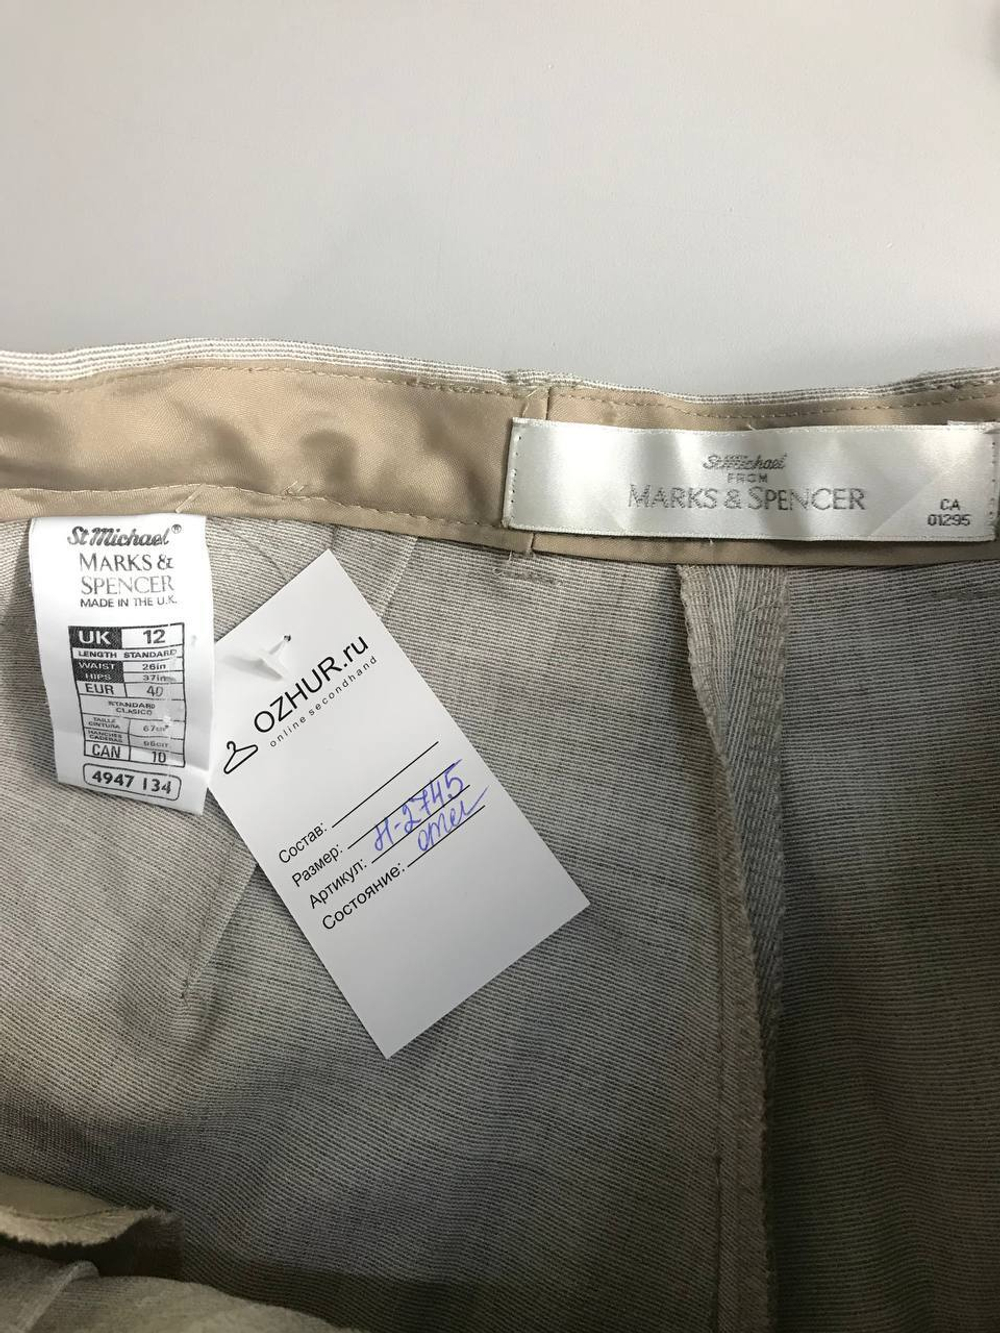 St Michael
FROM
MARKS & SPENCER
CA
01295
St Michael®
MARKS &
SPENCER
MADE IN THE U.K.
UK 12
LENGTH STANDARD
WAIST 26in
HIPS 37in
EUR 40
STANDARD
CLASICO
TAILLE
CINTURA 67cm
HANCHES
CADERAS
CAN 10
4947 134
OZHUR.ru
online secondhand
Состав:
Размер:
Артикул: Н-2745
Состояние: отл